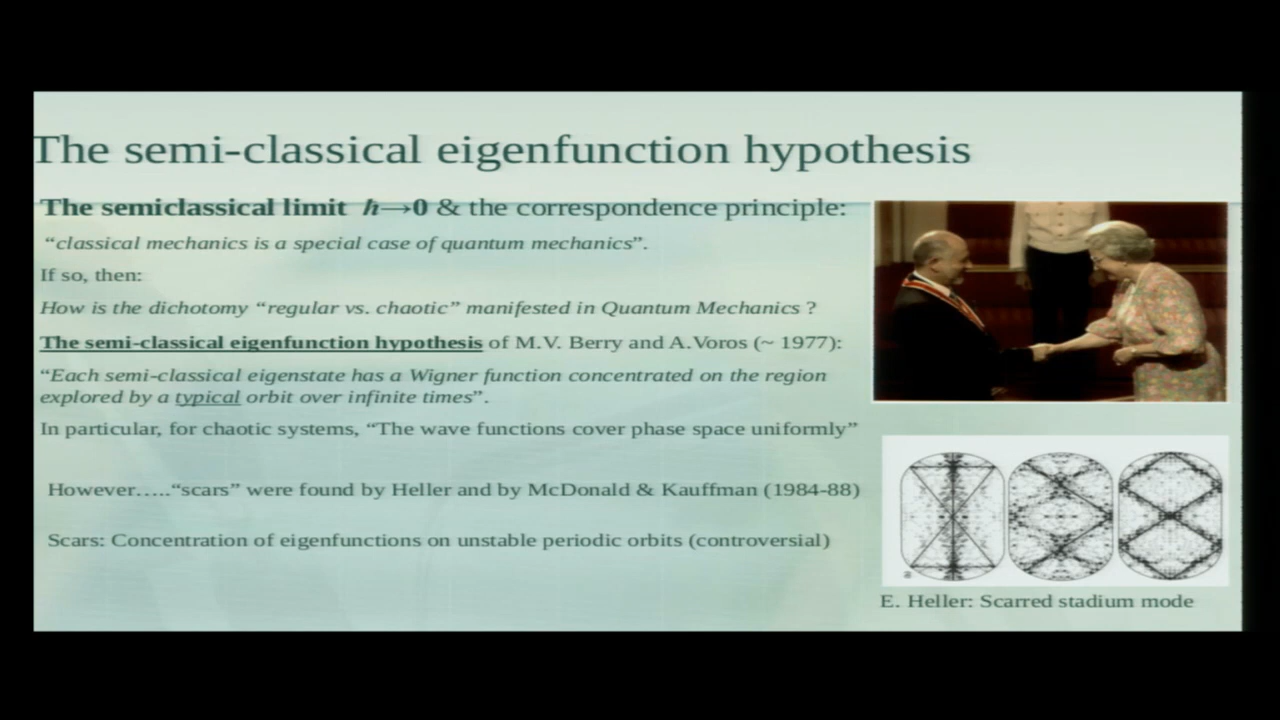 The semi-classical eigenfunction hypothesis
The semiclassical limit ℏ→0 & the correspondence principle:
“classical mechanics is a special case of quantum mechanics”.
If so, then:
How is the dichotomy “regular vs. chaotic” manifested in Quantum Mechanics ?
The semi-classical eigenfunction hypothesis of M.V. Berry and A.Voros (~ 1977):
“Each semi-classical eigenstate has a Wigner function concentrated on the region
explored by a typical orbit over infinite times”.
In particular, for chaotic systems, “The wave functions cover phase space uniformly”
However…..“scars” were found by Heller and by McDonald & Kauffman (1984-88)
Scars: Concentration of eigenfunctions on unstable periodic orbits (controversial)
E. Heller: Scarred stadium mode